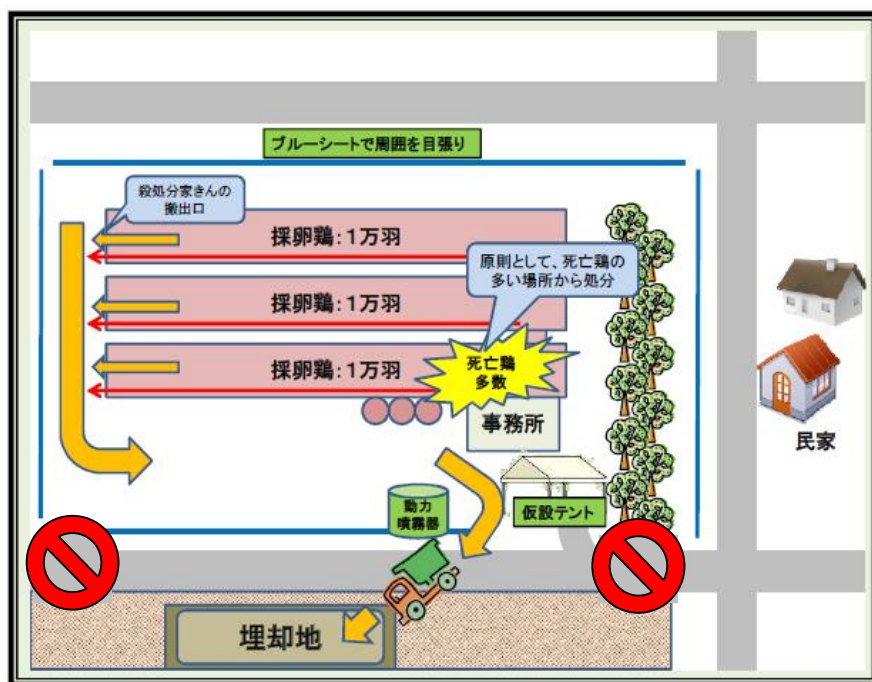 ブルーシートで周囲を目張り
殺処分家きんの
搬出口
採卵鶏：1万羽
原則として、死亡鶏の
多い場所から処分
採卵鶏：1万羽
採卵鶏：1万羽
死亡鶏
多数
事務所
民家
動力
噴霧器
仮設テント
埋却地